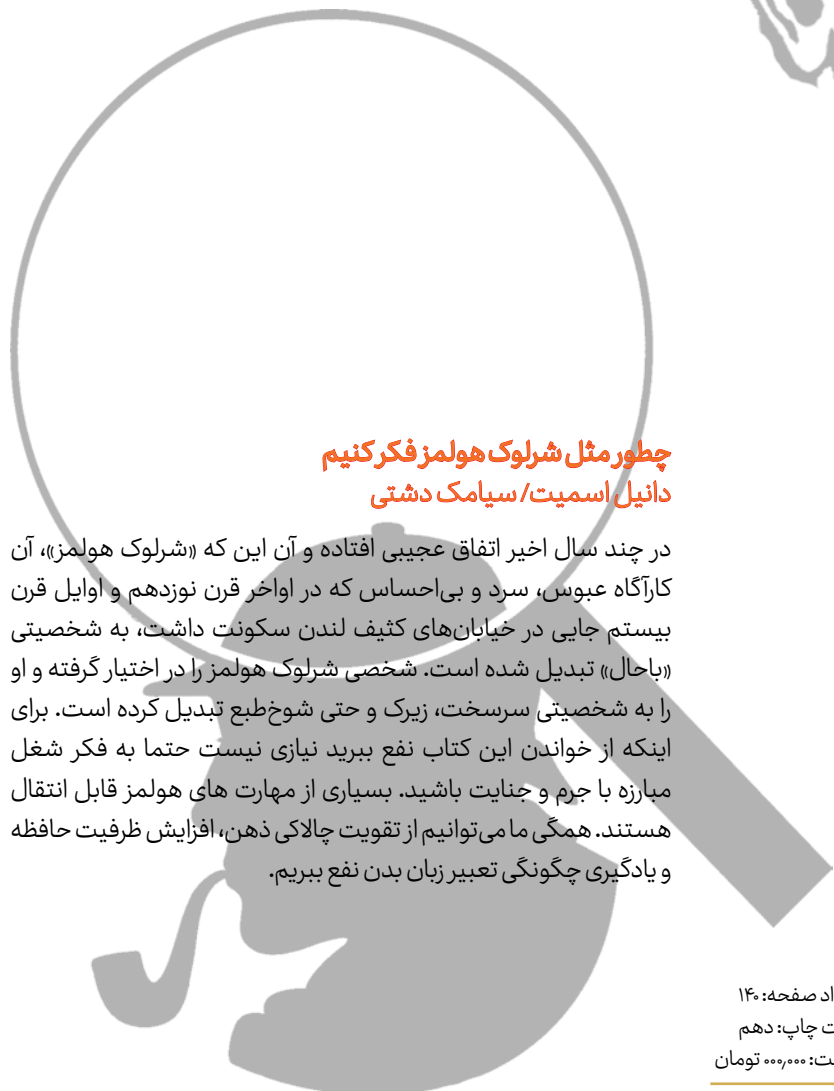 چطور مثل شرلوک هولمز فکر کنیم
دانیل اسمیت/ سیامک دشتی
در چند سال اخیر اتفاق عجیبی افتاده و آن این که «شرلوک هولمز»، آن
کارآگاه عبوس، سرد و بی‌احساس که در اواخر قرن نوزدهم و اوایل قرن
بیستم جایی در خیابان‌های کثیف لندن سکونت داشت، به شخصیتی
«باحال» تبدیل شده است. شخصی شرلوک هولمز را در اختیار گرفته و او
را به شخصیتی سرسخت، زیرک و حتی شوخ‌طبع تبدیل کرده است. برای
اینکه از خواندن این کتاب نفع ببرید نیازی نیست حتما به فکر شغل
مبارزه با جرم و جنایت باشید. بسیاری از مهارت های هولمز قابل انتقال
هستند. همگی ما می‌توانیم از تقویت چالاکی ذهن، افزایش ظرفیت حافظه
و یادگیری چگونگی تعبیر زبان بدن نفع ببریم.
اد صفحه: ۱۴۰
ت چاپ: دهم
ت: ۰۰۰,۰۰۰ تومان